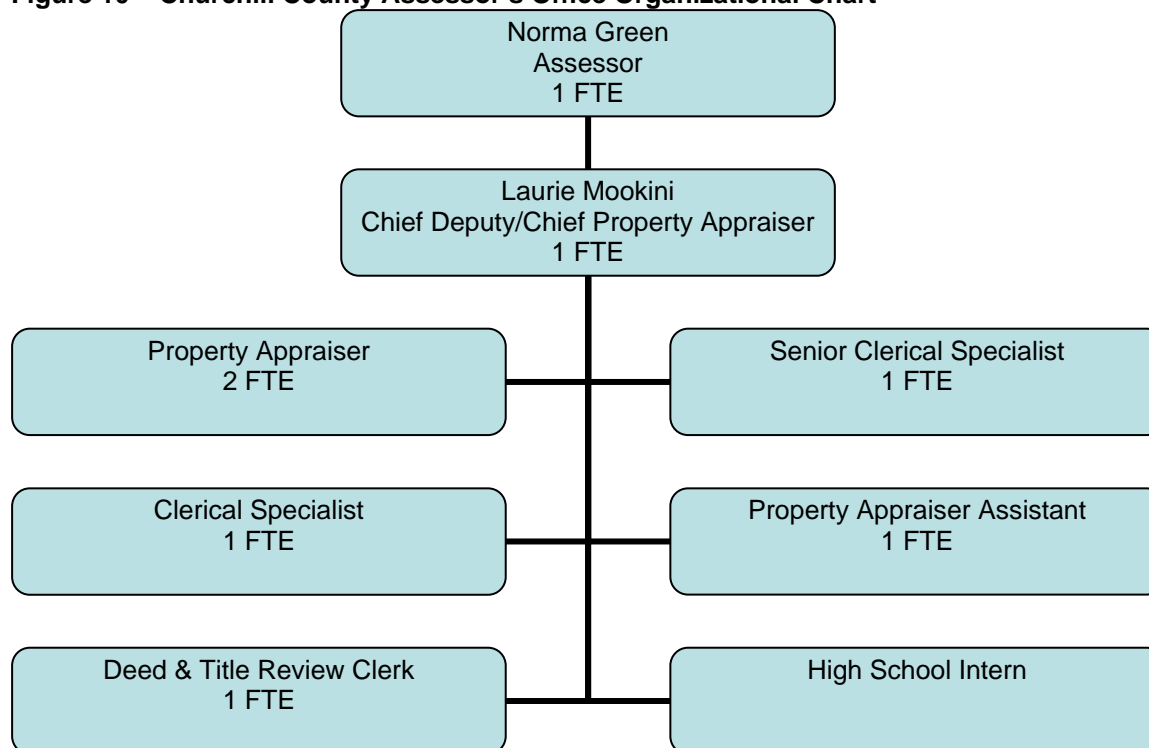 Norma Green
Assessor
1 FTE
Laurie Mookini
Chief Deputy/Chief Property Appraiser
1 FTE
Property Appraiser
2 FTE
Senior Clerical Specialist
1 FTE
Clerical Specialist
1 FTE
Property Appraiser Assistant
1 FTE
Deed & Title Review Clerk
1 FTE
High School Intern